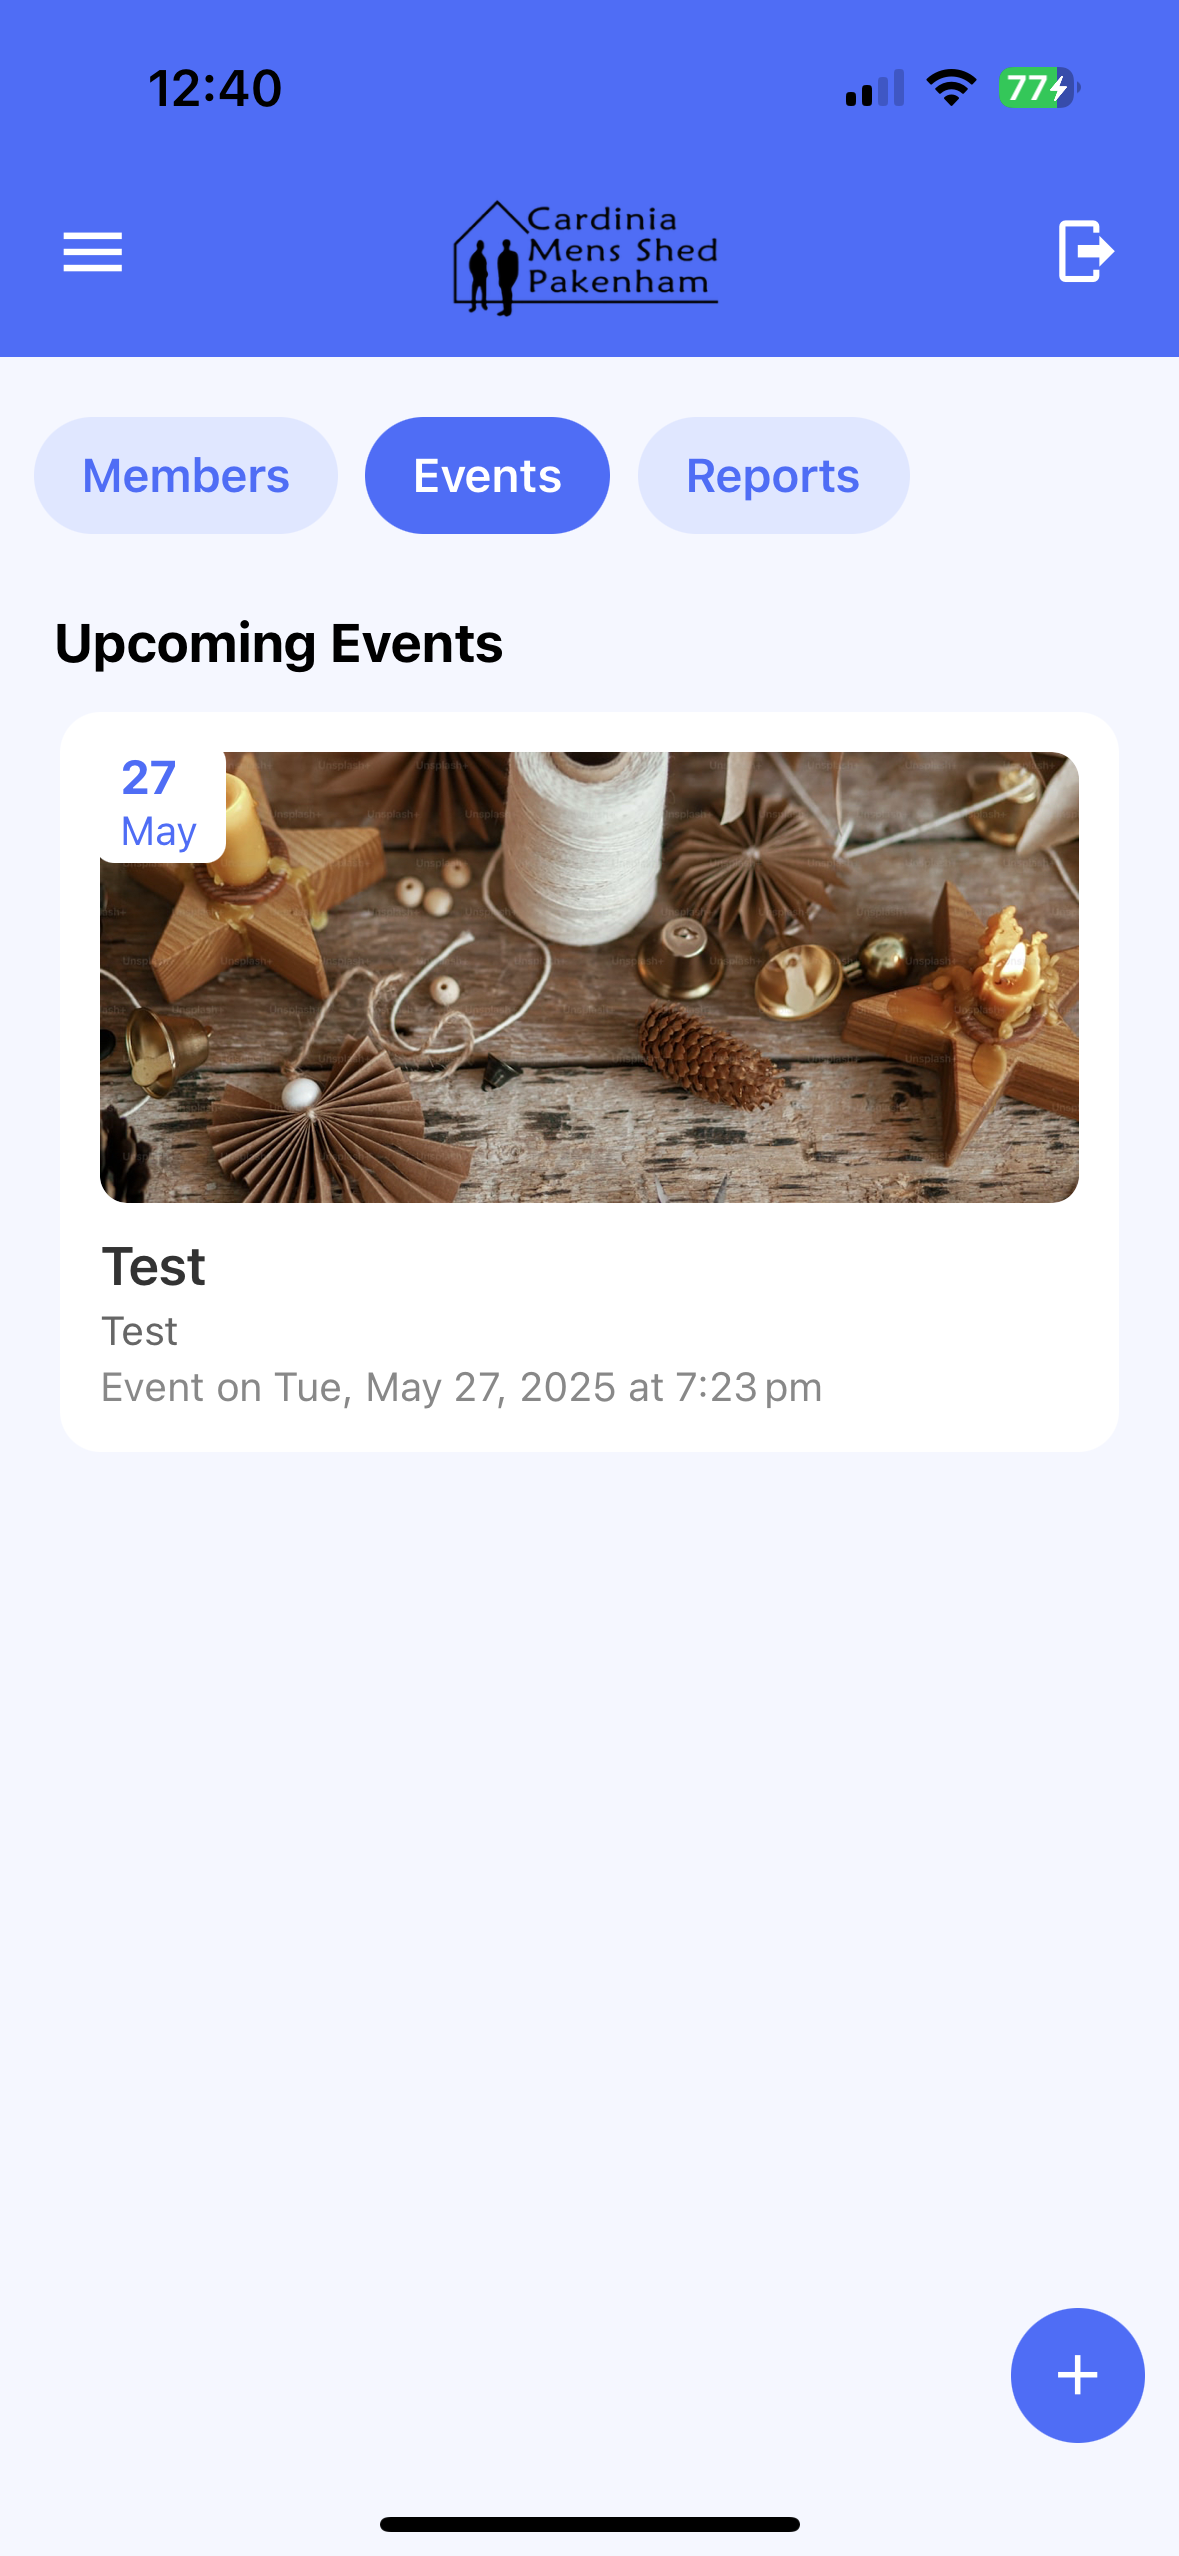 12:40
77
Cardinia
Mens Shed
Pakenham
Members
Events
Reports
Upcoming Events
27
May
Unsplash+
Test
Test
Event on Tue, May 27, 2025 at 7:23 pm
+